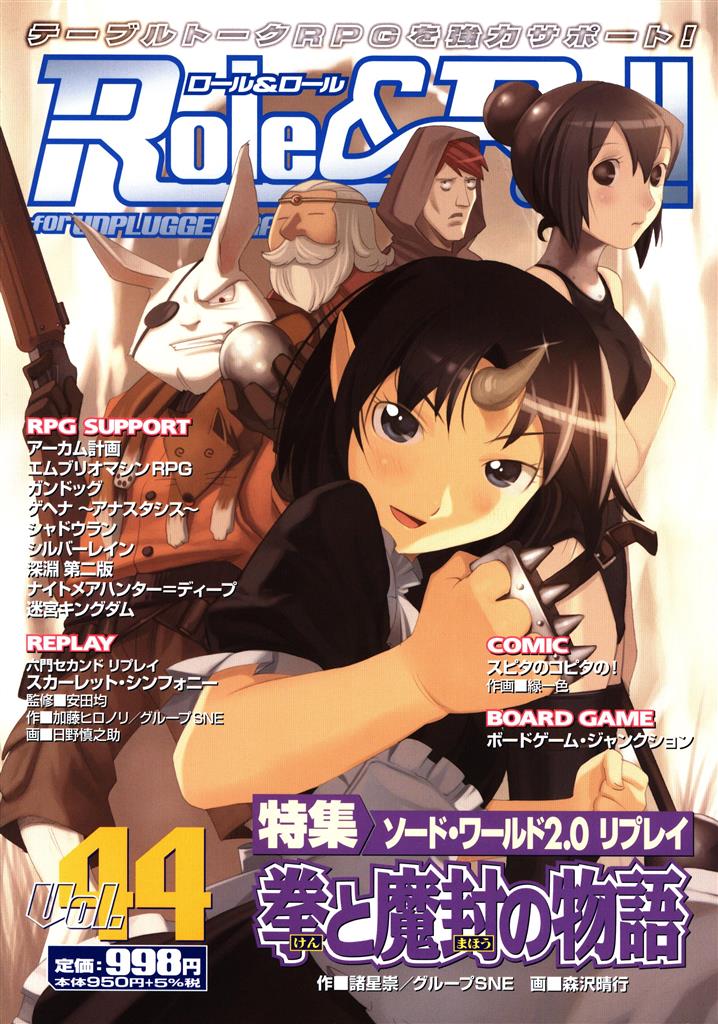 テーブルトークRPGを強力サポート!
ロール&ロール
Role&R ll
for UNPLUGGE
RPG SUPPORT
アーカム計画
エムブリオマシンRPG
ガンドッグ
ゲヘナ ~アナスタシス~
シャドウラン
シルバーレイン
深淵 第二版
ナイトメアハンター=ディープ
迷宮キングダム
REPLAY
六門セカンド リプレイ
スカーレット・シンフォニー
監修■安田均
作■加藤ヒロノリ/グループSNE
画■日野慎之助
COMIC
スピタのコピタの!
作画■緑一色
BOARD GAME
ボードゲーム・ジャンクション
特集 ソード・ワールド2.0 リプレイ
拳と魔封の物語
けん まほう
作■諸星崇/グループSNE 画■森沢晴行
Vol.44
定価:998円
本体950円+5%税